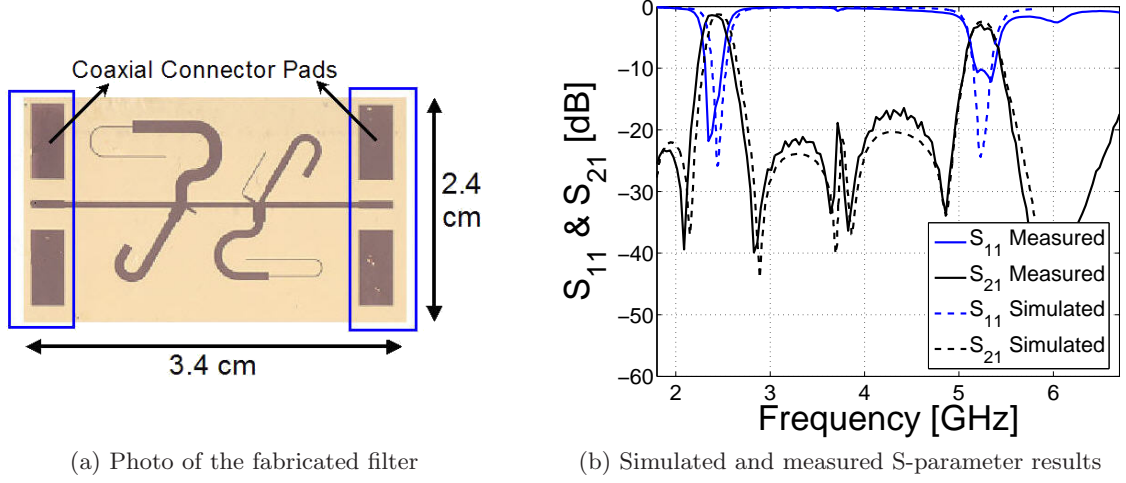 Coaxial Connector Pads
2.4
cm
3.4 cm
(a) Photo of the fabricated filter
S11 & S21 [dB]
0
−10
−20
−30
−40
−50
−60
2
3
4
5
6
Frequency [GHz]
S11 Measured
S21 Measured
S11 Simulated
S21 Simulated
(b) Simulated and measured S-parameter results